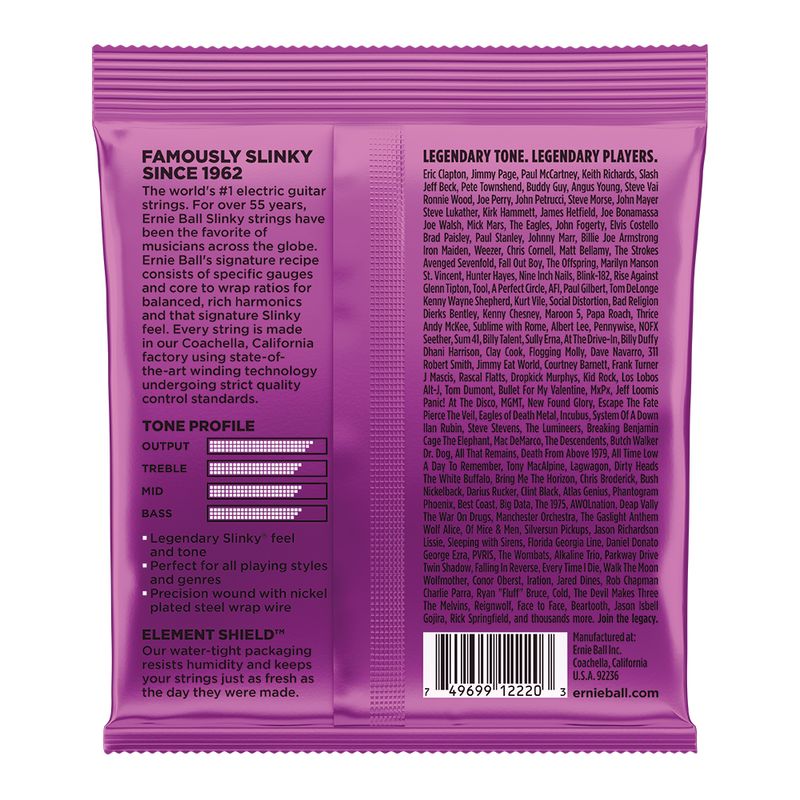 FAMOUSLY SLINKY
SINCE 1962
The world's #1 electric guitar
strings. For over 55 years,
Ernie Ball Slinky strings have
been the favorite of
musicians across the globe.
Ernie Ball's signature recipe
consists of specific gauges
and core to wrap ratios for
balanced, rich harmonics
and that signature Slinky
feel. Every string is made
in our Coachella, California
factory using state-of-
the-art winding technology
undergoing strict quality
control standards.
TONE PROFILE
OUTPUT
TREBLE
MID
BASS
Legendary Slinky® feel
and tone
Perfect for all playing styles
and genres
Precision wound with nickel
plated steel wrap wire
ELEMENT SHIELD™
Our water-tight packaging
resists humidity and keeps
your strings just as fresh as
the day they were made.
LEGENDARY TONE. LEGENDARY PLAYERS.
Eric Clapton, Jimmy Page, Paul McCartney, Keith Richards, Slash
Jeff Beck, Pete Townshend, Buddy Guy, Angus Young, Steve Vai
Ronnie Wood, Joe Perry, John Petrucci, Steve Morse, John Mayer
Steve Lukather, Kirk Hammett, James Hetfield, Joe Bonamassa
Joe Walsh, Mick Mars, The Eagles, John Fogerty, Elvis Costello
Brad Paisley, Paul Stanley, Johnny Marr, Billie Joe Armstrong
Iron Maiden, Weezer, Chris Cornell, Matt Bellamy, The Strokes
Avenged Sevenfold, Fall Out Boy, The Offspring, Marilyn Manson
St. Vincent, Hunter Hayes, Nine Inch Nails, Blink-182, Rise Against
Glenn Tipton, Tool, A Perfect Circle, AFI, Paul Gilbert, Tom DeLonge
Kenny Wayne Shepherd, Kurt Vile, Social Distortion, Bad Religion
Dierks Bentley, Kenny Chesney, Maroon 5, Papa Roach, Thrice
Andy McKee, Sublime with Rome, Albert Lee, Pennywise, NOFX
Seether, Sum 41, Billy Talent, Sully Erna, At The Drive-In, Billy Duffy
Dhani Harrison, Clay Cook, Flogging Molly, Dave Navarro, 311
Robert Smith, Jimmy Eat World, Courtney Barnett, Frank Turner
J Mascis, Rascal Flatts, Dropkick Murphys, Kid Rock, Los Lobos
Alt-J, Tom Dumont, Bullet For My Valentine, MxPx, Jeff Loomis
Panic! At The Disco, MGMT, New Found Glory, Escape The Fate
Pierce The Veil, Eagles of Death Metal, Incubus, System Of A Down
Ilan Rubin, Steve Stevens, The Lumineers, Breaking Benjamin
Cage The Elephant, Mac DeMarco, The Descendents, Butch Walker
Dr. Dog, All That Remains, Death From Above 1979, All Time Low
A Day To Remember, Tony MacAlpine, Lagwagon, Dirty Heads
The White Buffalo, Bring Me The Horizon, Chris Broderick, Bush
Nickelback, Darius Rucker, Clint Black, Atlas Genius, Phantogram
Phoenix, Best Coast, Big Data, The 1975, AWOLnation, Deap Vally
The War On Drugs, Manchester Orchestra, The Gaslight Anthem
Wolf Alice, Of Mice & Men, Silversun Pickups, Jason Richardson
Lissie, Sleeping with Sirens, Florida Georgia Line, Daniel Donato
George Ezra, PVRIS, The Wombats, Alkaline Trio, Parkway Drive
Twin Shadow, Falling In Reverse, Every Time I Die, Walk The Moon
Wolfmother, Conor Oberst, Iration, Jared Dines, Rob Chapman
Charlie Parra, Ryan "Fluff" Bruce, Cold, The Devil Makes Three
The Melvins, Reignwolf, Face to Face, Beartooth, Jason Isbell
Gojira, Rick Springfield, and thousands more. Join the legacy.
7 49699 12220 3
Manufactured at:
Ernie Ball Inc.
Coachella, California
U.S.A. 92236
ernieball.com